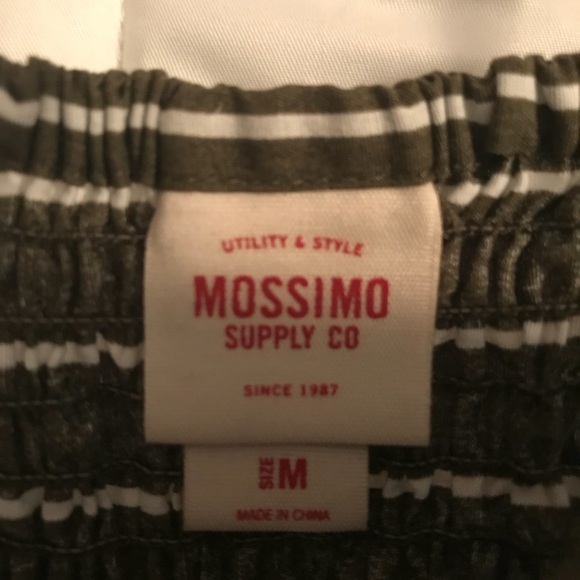 UTILITY & STYLE
MOSSIMO
SUPPLY CO
SINCE 1987
SIZE M
MADE IN CHINA